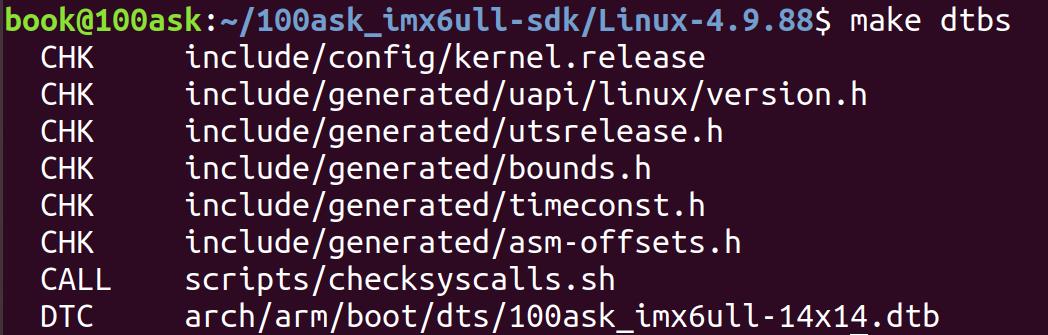 book@100ask:~/100ask_imx6ull-sdk/Linux-4.9.88$ make dtbs
CHK include/config/kernel.release
CHK include/generated/uapi/linux/version.h
CHK include/generated/utsrelease.h
CHK include/generated/bounds.h
CHK include/generated/timeconst.h
CHK include/generated/asm-offsets.h
CALL scripts/checksyscalls.sh
DTC arch/arm/boot/dts/100ask_imx6ull-14x14.dtb